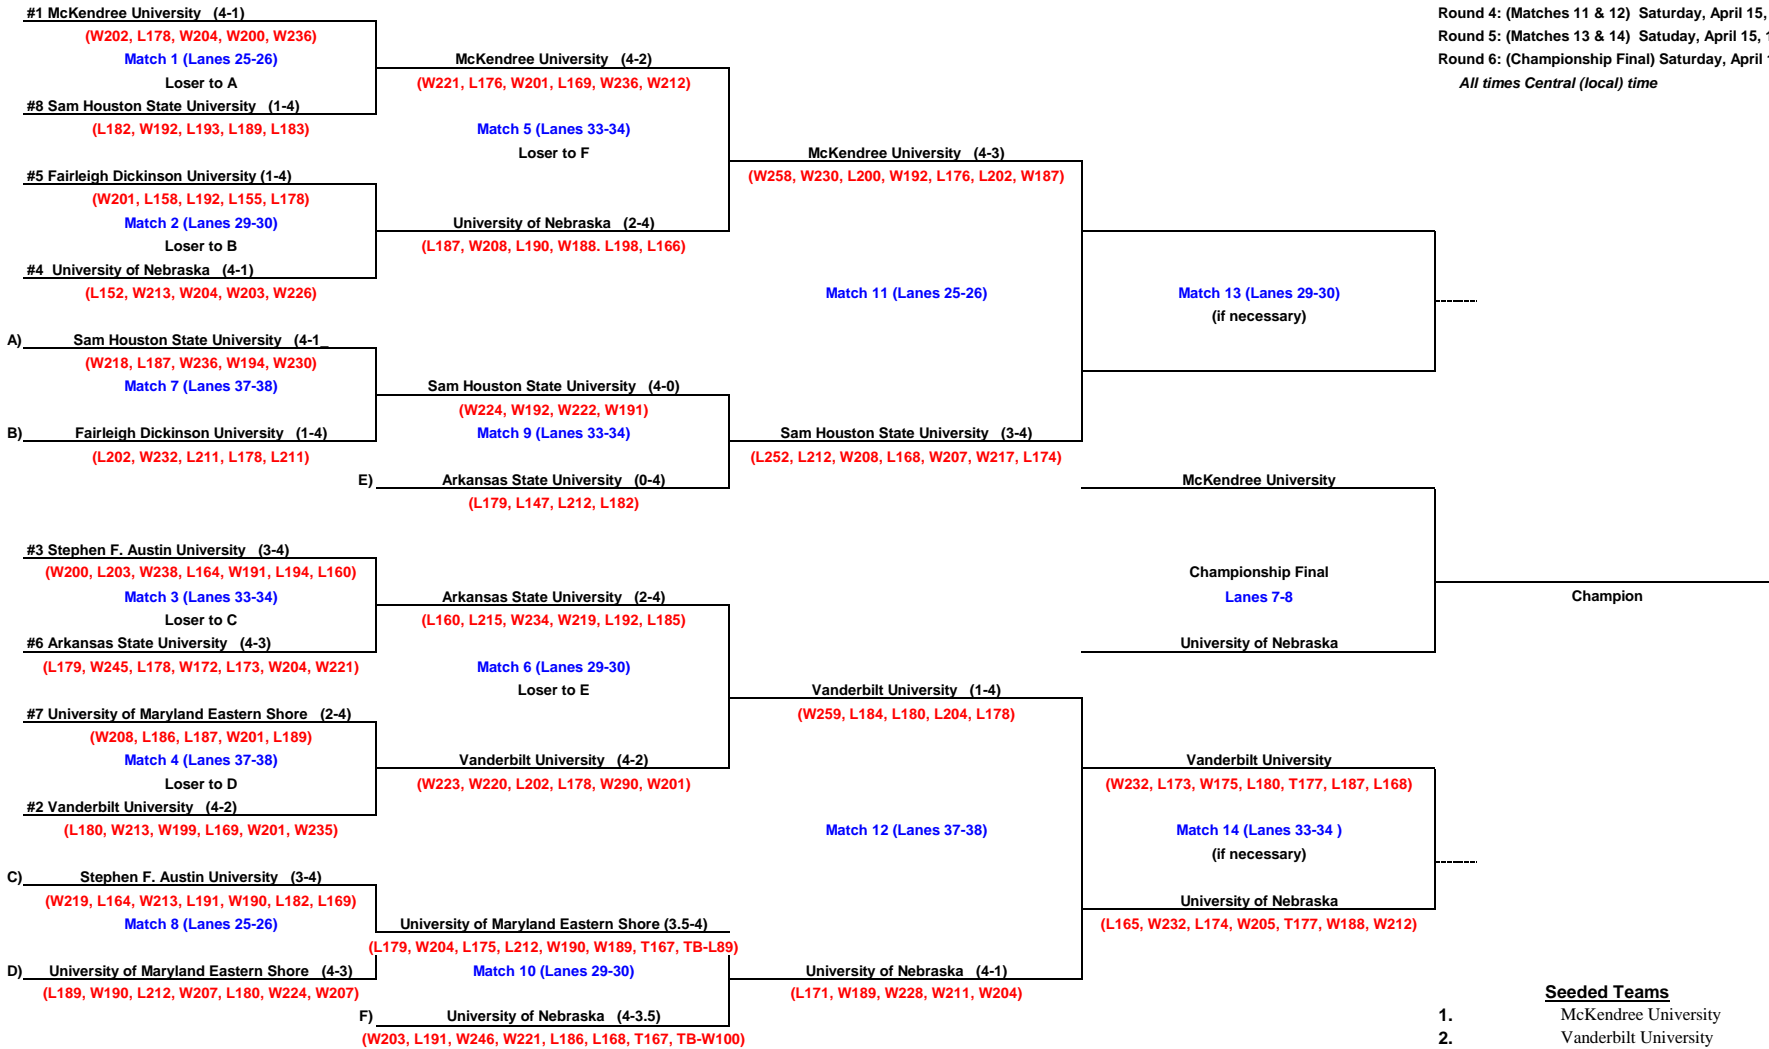 #1 McKendree University (4-1)
(W202, L178, W204, W200, W236)
Match 1 (Lanes 25-26)
Loser to A
#8 Sam Houston State University (1-4)
(L182, W192, L193, L189, L183)
#5 Fairleigh Dickinson University (1-4)
(W201, L158, L192, L155, L178)
Match 2 (Lanes 29-30)
Loser to B
#4 University of Nebraska (4-1)
(L152, W213, W204, W203, W226)
A) Sam Houston State University (4-1_
(W218, L187, W236, W194, W230)
Match 7 (Lanes 37-38)
B) Fairleigh Dickinson University (1-4)
(L202, W232, L211, L178, L211)
#3 Stephen F. Austin University (3-4)
(W200, L203, W238, L164, W191, L194, L160)
Match 3 (Lanes 33-34)
Loser to C
#6 Arkansas State University (4-3)
(L179, W245, L178, W172, L173, W204, W221)
#7 University of Maryland Eastern Shore (2-4)
(W208, L186, L187, W201, L189)
Match 4 (Lanes 37-38)
Loser to D
#2 Vanderbilt University (4-2)
(L180, W213, W199, L169, W201, W235)
C) Stephen F. Austin University (3-4)
(W219, L164, W213, L191, W190, L182, L169)
Match 8 (Lanes 25-26)
D) University of Maryland Eastern Shore (4-3)
(L189, W190, L212, W207, L180, W224, W207)
McKendree University (4-2)
(W221, L176, W201, L169, W236, W212)
Match 5 (Lanes 33-34)
Loser to F
University of Nebraska (2-4)
(L187, W208, L190, W188. L198, L166)
Sam Houston State University (4-0)
(W224, W192, W222, W191)
Match 9 (Lanes 33-34)
E) Arkansas State University (0-4)
(L179, L147, L212, L182)
Arkansas State University (2-4)
(L160, L215, W234, W219, L192, L185)
Match 6 (Lanes 29-30)
Loser to E
Vanderbilt University (4-2)
(W223, W220, L202, L178, W290, W201)
University of Maryland Eastern Shore (3.5-4)
(L179, W204, L175, L212, W190, W189, T167, TB-L89)
Match 10 (Lanes 29-30)
F) University of Nebraska (4-3.5)
(W203, L191, W246, W221, L186, L168, T167, TB-W100)
McKendree University (4-3)
(W258, W230, L200, W192, L176, L202, W187)
Match 11 (Lanes 25-26)
Sam Houston State University (3-4)
(L252, L212, W208, L168, W207, W217, L174)
Vanderbilt University (1-4)
(W259, L184, L180, L204, L178)
Match 12 (Lanes 37-38)
University of Nebraska (4-1)
(L171, W189, W228, W211, W204)
Match 13 (Lanes 29-30)
(if necessary)
McKendree University
Championship Final
Lanes 7-8
University of Nebraska
Vanderbilt University
(W232, L173, W175, L180, T177, L187, L168)
Match 14 (Lanes 33-34 )
(if necessary)
University of Nebraska
(L165, W232, L174, W205, T177, W188, W212)
Round 4: (Matches 11 & 12) Saturday, April 15,
Round 5: (Matches 13 & 14) Satuday, April 15, 1
Round 6: (Championship Final) Saturday, April 1
All times Central (local) time
Champion
Seeded Teams
1. McKendree University
2. Vanderbilt University